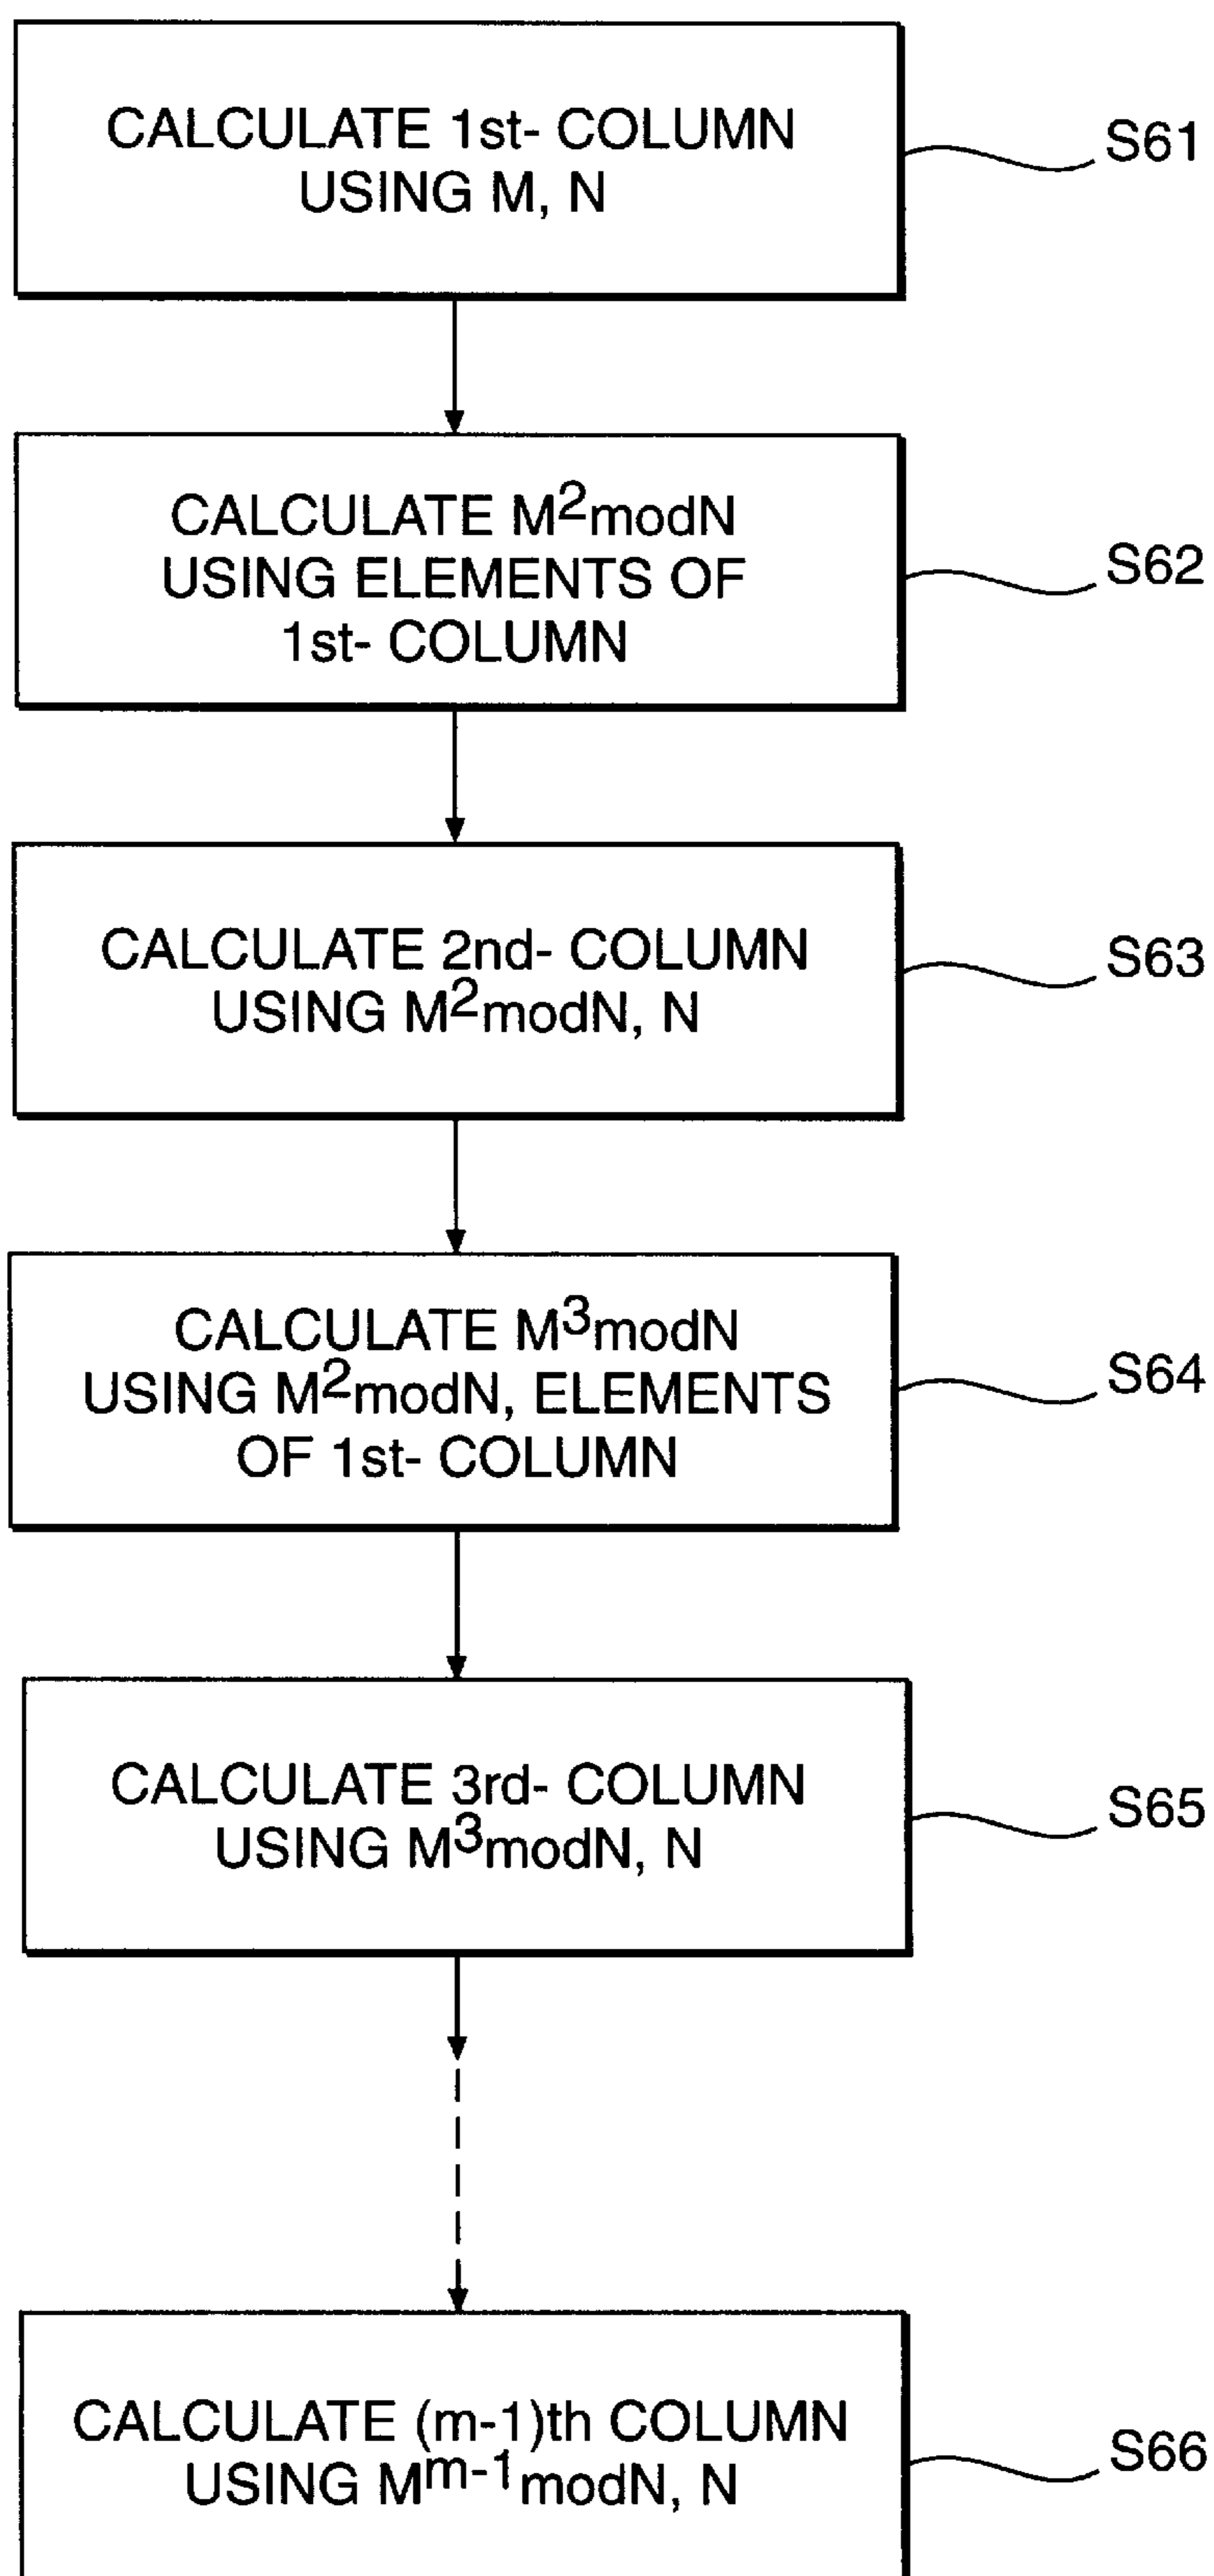 CALCULATE 1st- COLUMN
USING M, N
S61
CALCULATE M²modN
USING ELEMENTS OF
1st- COLUMN
S62
CALCULATE 2nd- COLUMN
USING M²modN, N
S63
CALCULATE M³modN
USING M²modN, ELEMENTS
OF 1st- COLUMN
S64
CALCULATE 3rd- COLUMN
USING M³modN, N
S65
CALCULATE (m-1)th COLUMN
USING Mᵐ⁻¹modN, N
S66